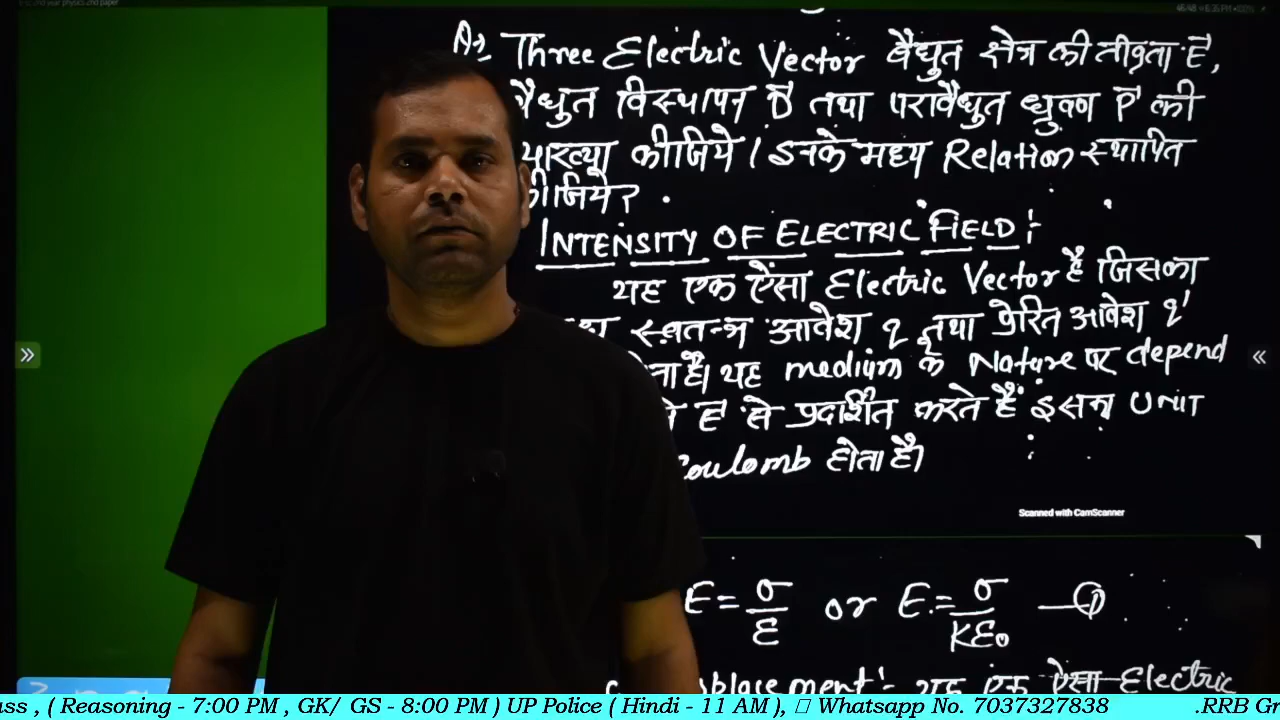 Three Electric Vector वैद्युत क्षेत्र की तीव्रता E⃗,
वैद्युत विस्थापन D⃗ तथा परावैद्युत ध्रुवण P⃗ की
कीजिये / इनके मध्य Relation स्थापित
INTENSITY OF ELECTRIC FIELD :-
यह एक ऐसा Electric Vector है जिसका
स्वतन्त्र आवेश q तथा प्रेरित आवेश q'
है। यह medium के Nature पर depend
E⃗ से प्रदर्शित करते हैं इसका UNIT
Coulomb होता है।
Scanned with CamScanner
E = σ/ε or E = σ/Kε₀ —①
यह एक ऐसा Electric
ass , ( Reasoning - 7:00 PM , GK/ GS - 8:00 PM ) UP Police ( Hindi - 11 AM ), Whatsapp No. 7037327838 .RRB Gr